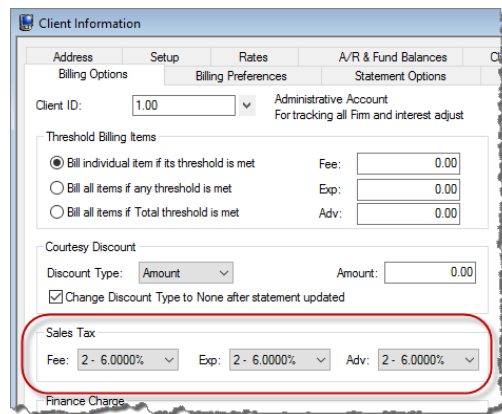 Client Information
Address Setup Rates A/R & Fund Balances
Billing Options Billing Preferences Statement Options
Client ID: 1.00 Administrative Account
For tracking all Firm and interest adjust
Threshold Billing Items
Bill individual item if its threshold is met Fee: 0.00
Bill all items if any threshold is met Exp: 0.00
Bill all items if Total threshold is met Adv: 0.00
Courtesy Discount
Discount Type: Amount Amount: 0.00
Change Discount Type to None after statement updated
Sales Tax
Fee: 2 - 6.0000% Exp: 2 - 6.0000% Adv: 2 - 6.0000%
Finance Charge